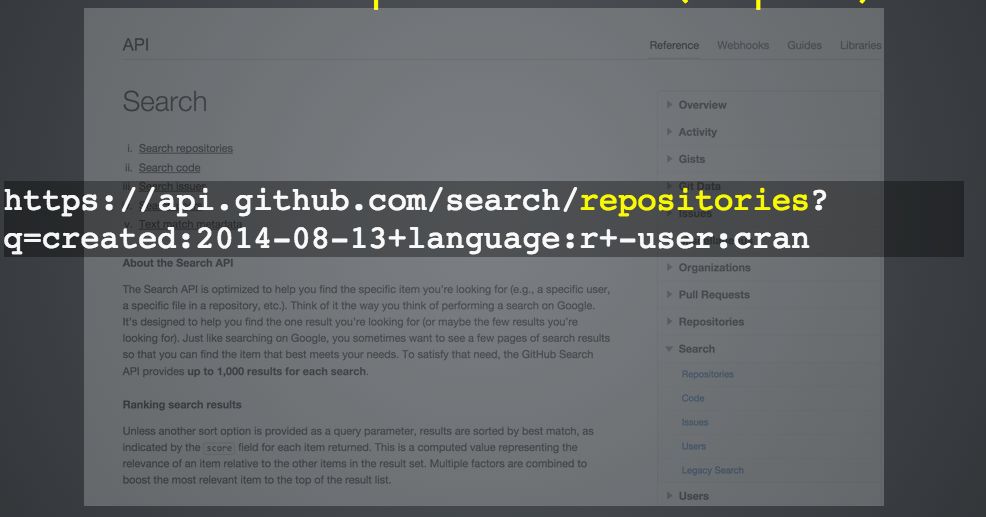 API
Reference Webhooks Guides Libraries
Search
i. Search repositories
ii. Search code
iii. Search issues
https://api.github.com/search/repositories?
q=created:2014-08-13+language:r+-user:cran
v. Text match metadata
About the Search API
The Search API is optimized to help you find the specific item you're looking for (e.g., a specific user,
a specific file in a repository, etc.). Think of it the way you think of performing a search on Google.
It's designed to help you find the one result you're looking for (or maybe the few results you're
looking for). Just like searching on Google, you sometimes want to see a few pages of search results
so that you can find the item that best meets your needs. To satisfy that need, the GitHub Search
API provides up to 1,000 results for each search.
Ranking search results
Unless another sort option is provided as a query parameter, results are sorted by best match, as
indicated by the score field for each item returned. This is a computed value representing the
relevance of an item relative to the other items in the result set. Multiple factors are combined to
boost the most relevant item to the top of the result list.
Overview
Activity
Gists
Git Data
Issues
Organizations
Pull Requests
Repositories
Search
Repositories
Code
Issues
Users
Legacy Search
Users